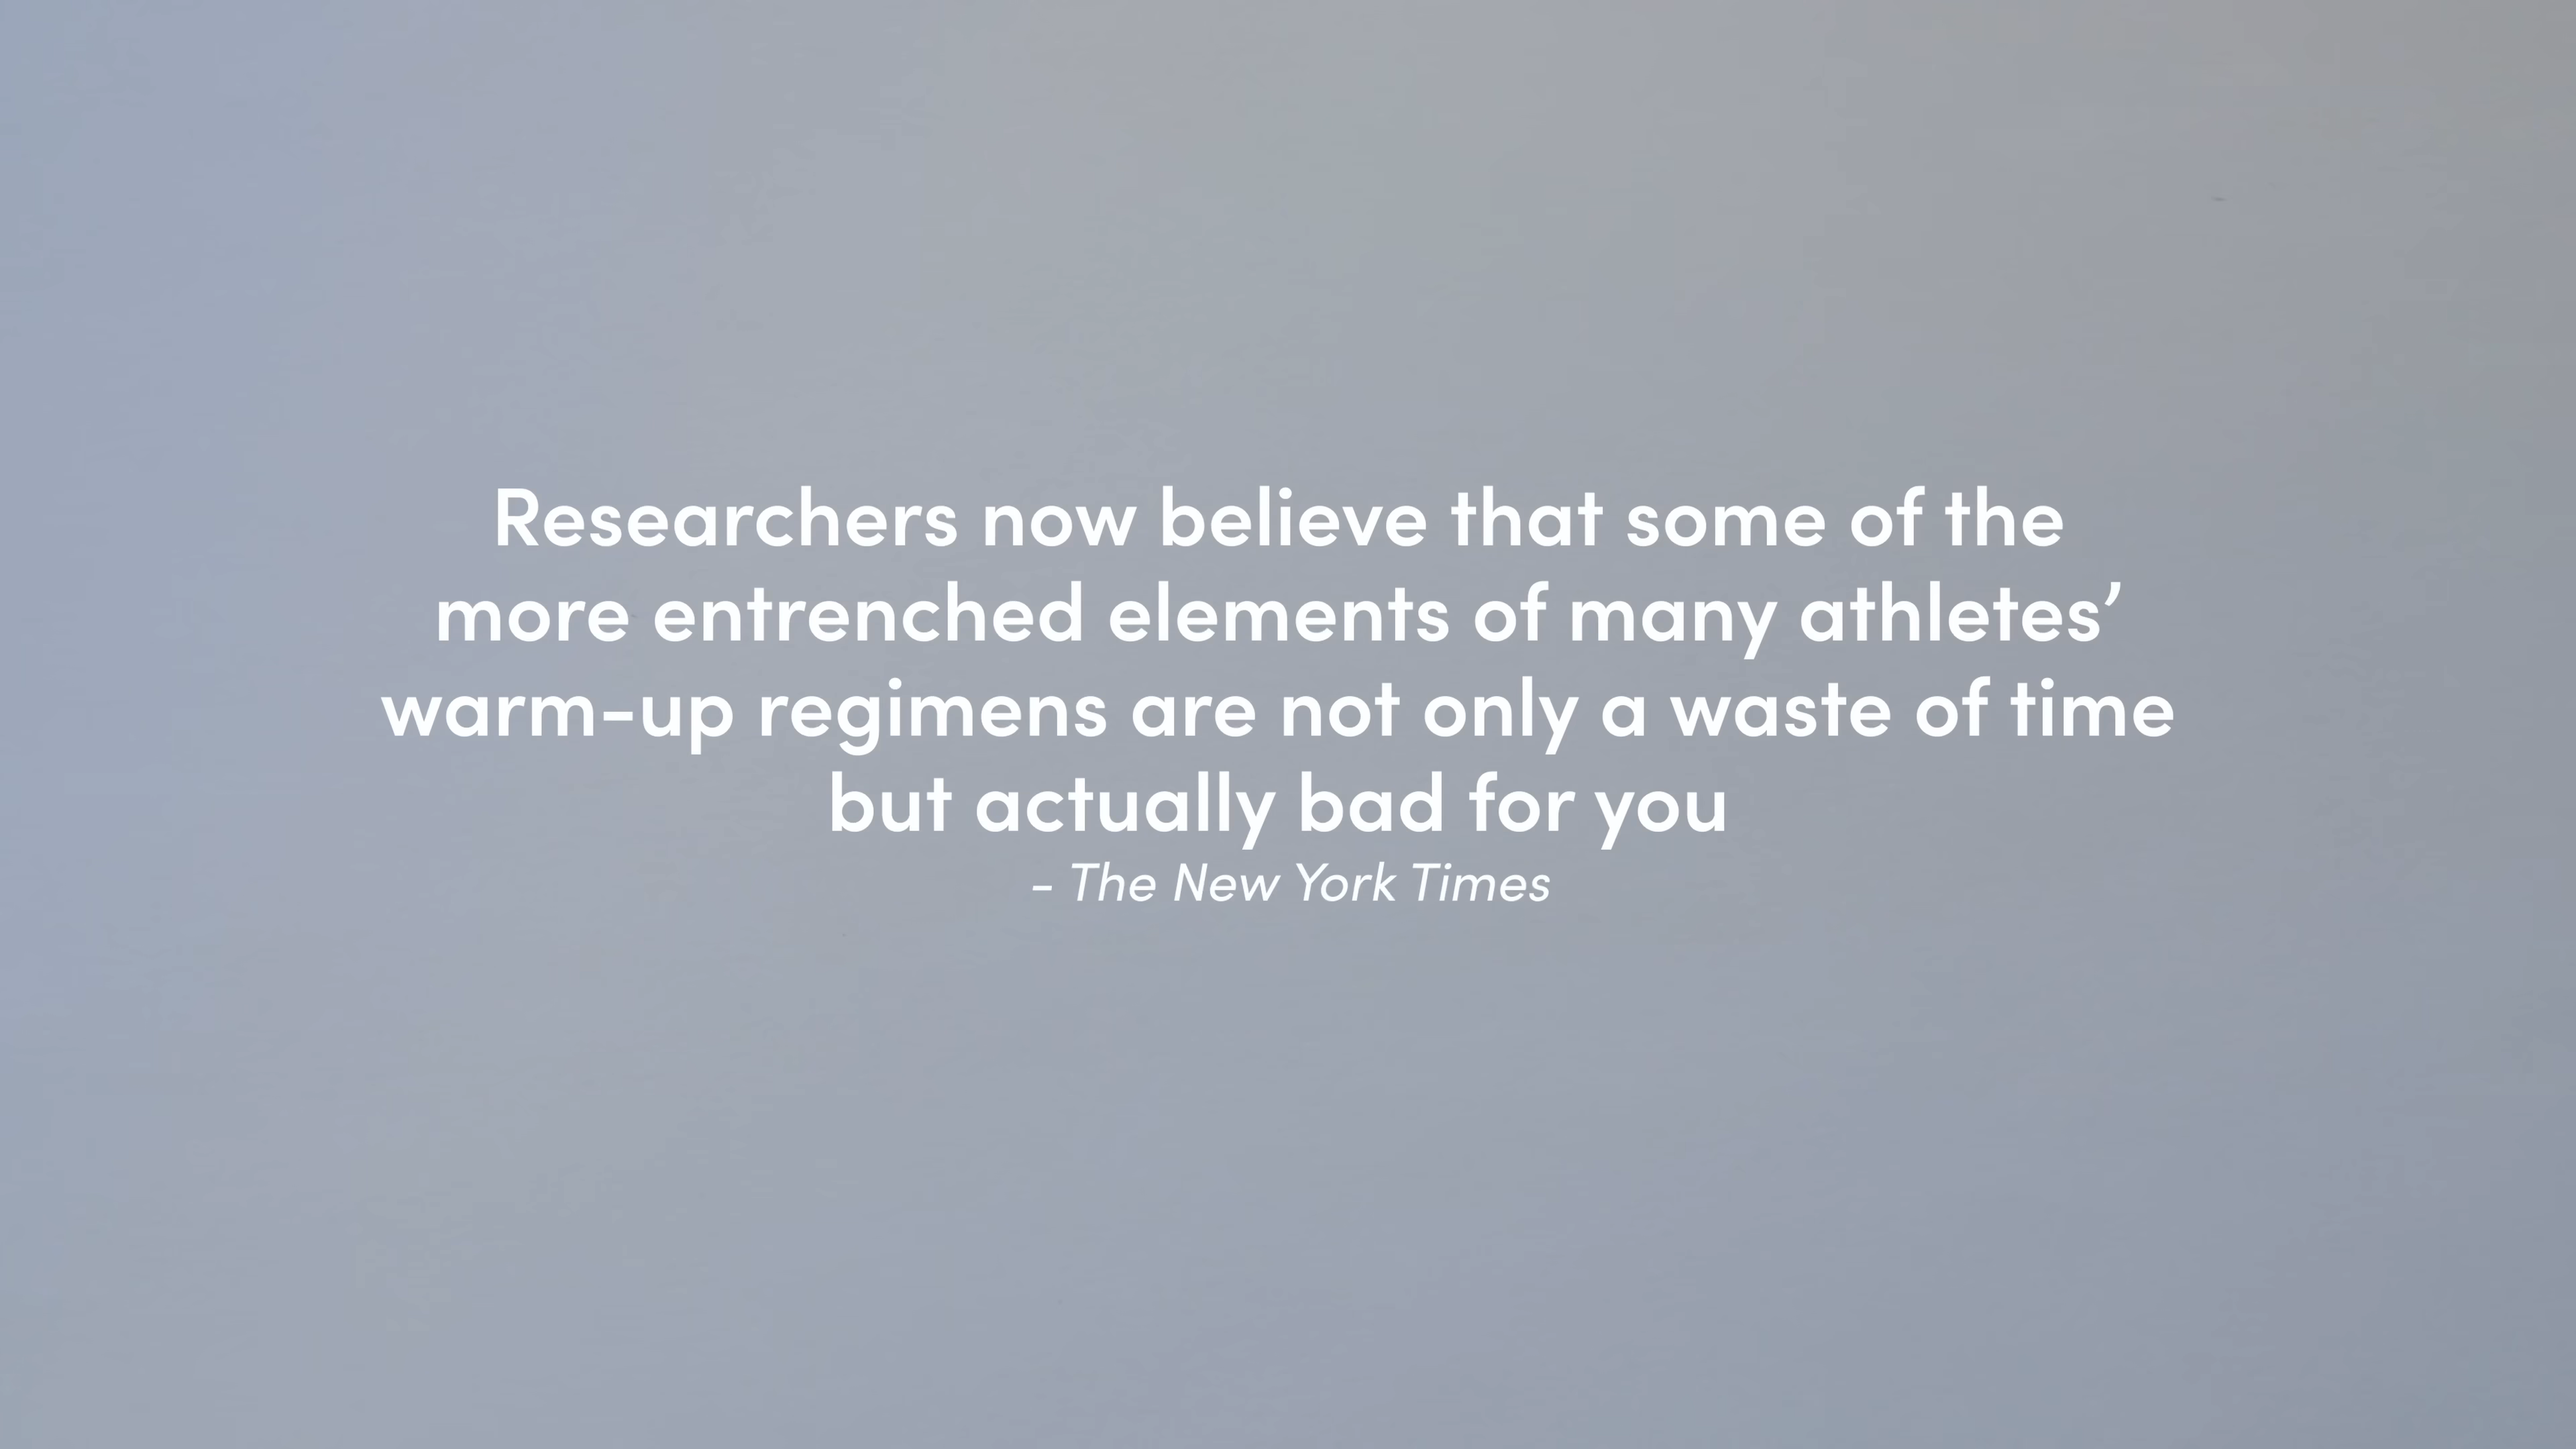 Researchers now believe that some of the
more entrenched elements of many athletes’
warm-up regimens are not only a waste of time
but actually bad for you
- The New York Times